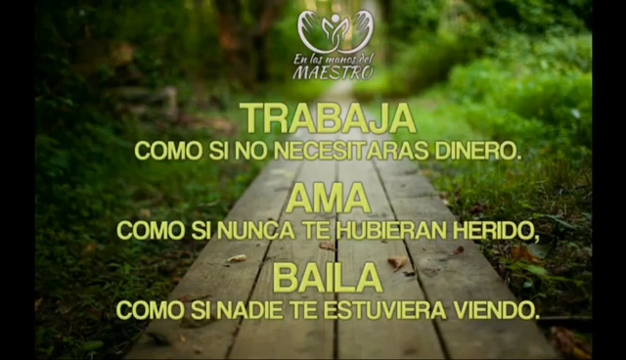 En las manos del
MAESTRO
TRABAJA
COMO SI NO NECESITARAS DINERO.
AMA
COMO SI NUNCA TE HUBIERAN HERIDO,
BAILA
COMO SI NADIE TE ESTUVIERA VIENDO.